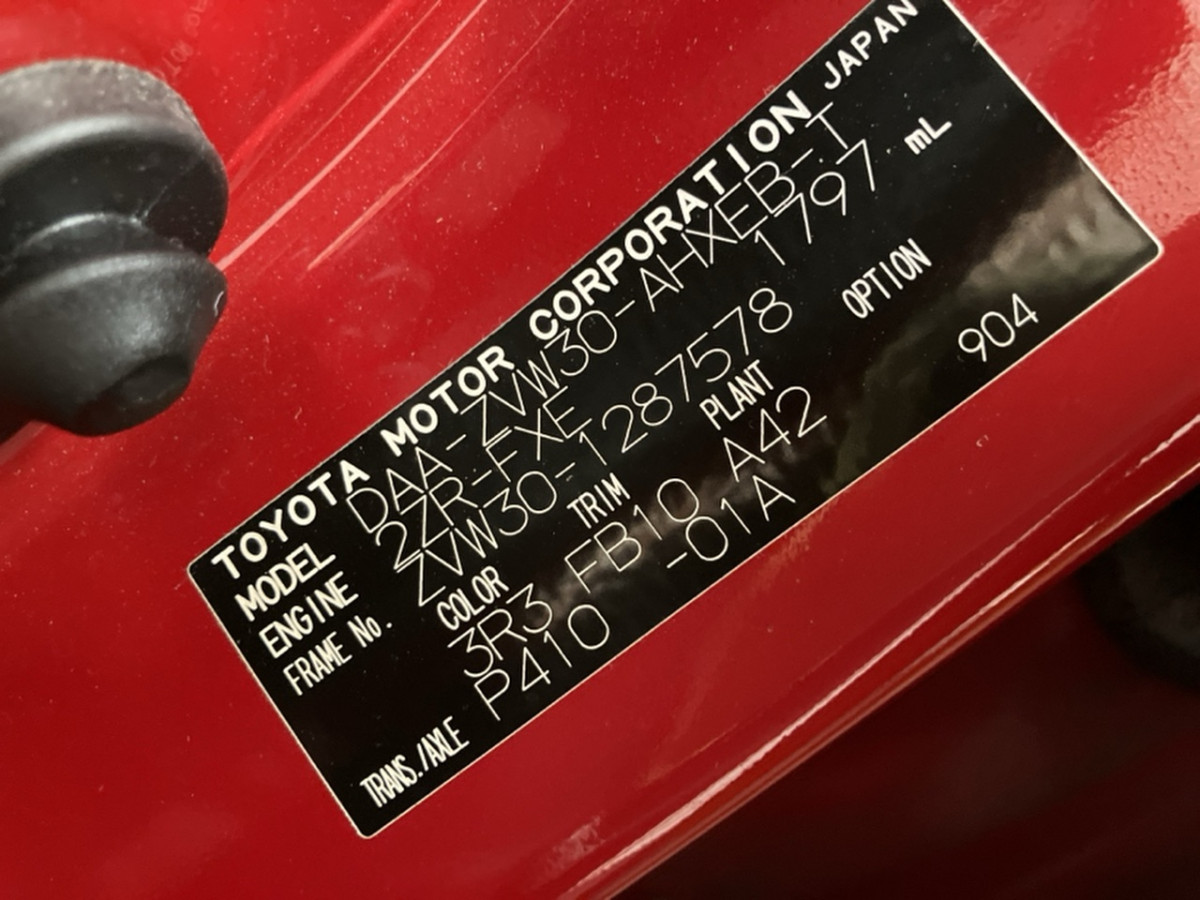 TOYOTA MOTOR CORPORATION JAPAN
MODEL DAA-ZVW30-AHXEB-T
ENGINE 2ZR-FXE 1797 mL
FRAME No. ZVW30-1287578
COLOR TRIM PLANT OPTION
3R3 FB10 A42 904
TRANS./AXLE P410 -01A